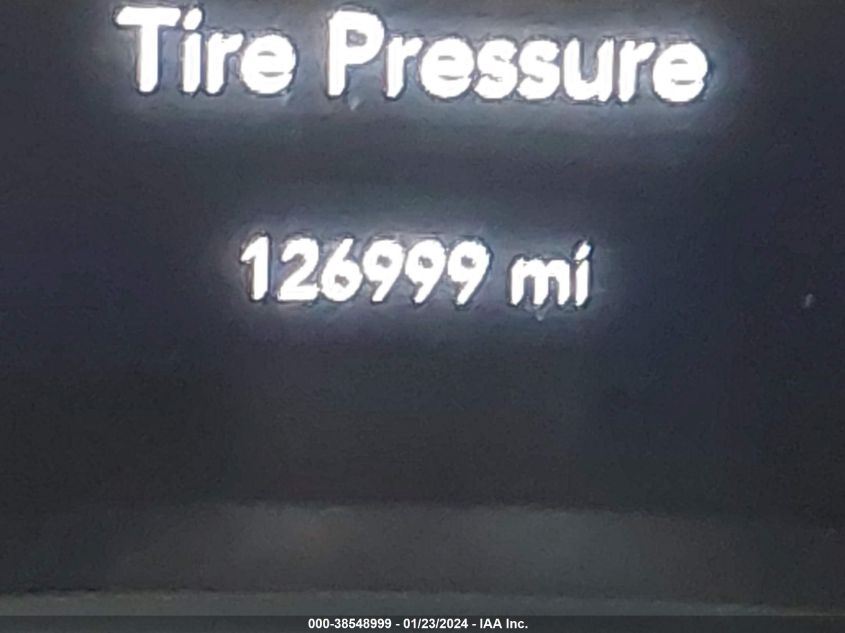 Tire Pressure
126999 mi
000-38548999 - 01/23/2024 - IAA Inc.